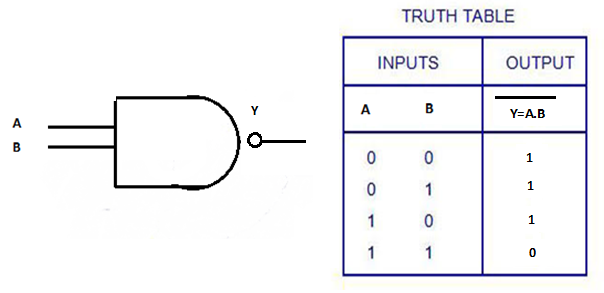 A
B
Y
TRUTH TABLE
INPUTS OUTPUT
A B Y=A.B
0 0 1
0 1 1
1 0 1
1 1 0